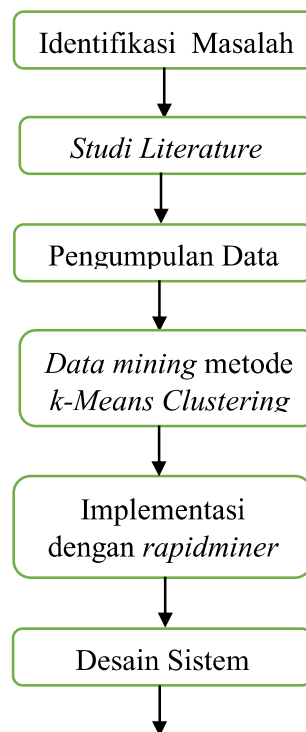 Identifikasi Masalah
Studi Literature
Pengumpulan Data
Data mining metode
k-Means Clustering
Implementasi
dengan rapidminer
Desain Sistem